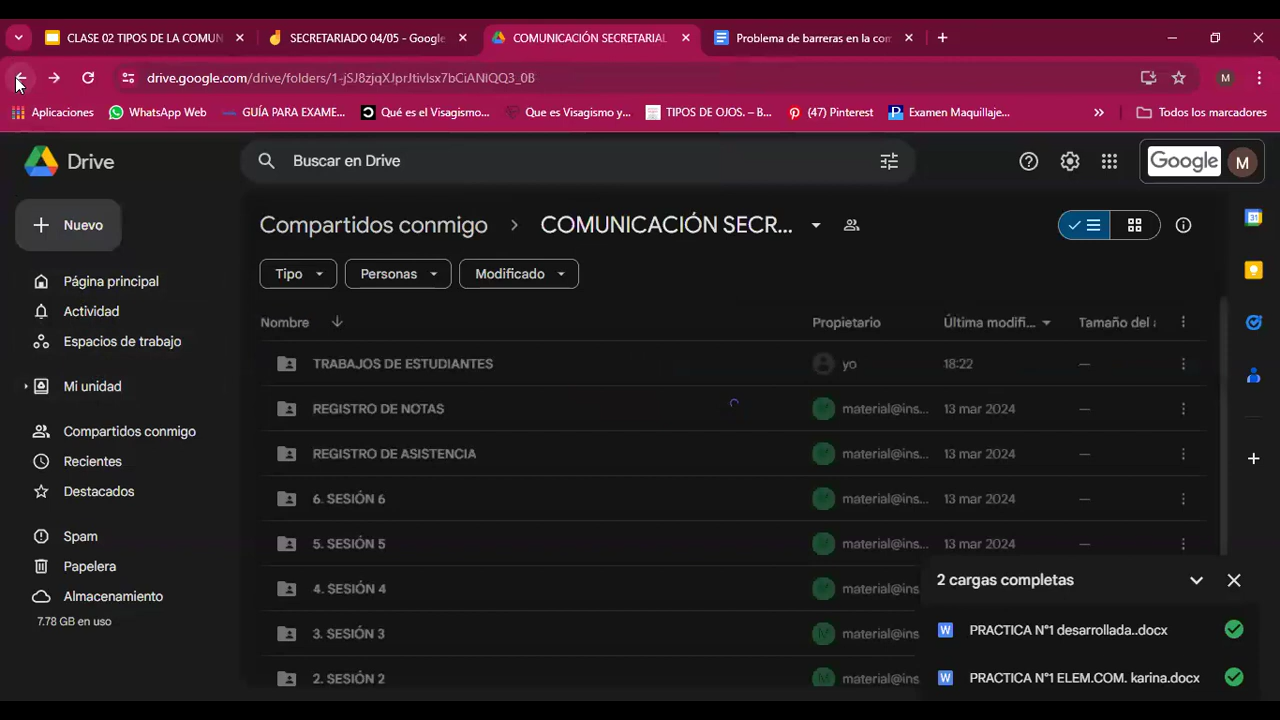 CLASE 02 TIPOS DE LA COMUN
SECRETARIADO 04/05 - Google
COMUNICACIÓN SECRETARIAL
Problema de barreras en la com
drive.google.com/drive/folders/1-jSJ8zjqXJprJtivlsx7bCiANIQQ3_0B
M
Aplicaciones
WhatsApp Web
GUÍA PARA EXAME...
Qué es el Visagismo...
Que es Visagismo y...
TIPOS DE OJOS. – B...
(47) Pinterest
Examen Maquillaje...
»
Todos los marcadores
Drive
Buscar en Drive
Google
M
Nuevo
Compartidos conmigo > COMUNICACIÓN SECR...
Tipo
Personas
Modificado
Página principal
Actividad
Espacios de trabajo
Mi unidad
Compartidos conmigo
Recientes
Destacados
Spam
Papelera
Almacenamiento
7.78 GB en uso
Nombre Propietario Última modifi... Tamaño del a
TRABAJOS DE ESTUDIANTES yo 18:22 —
REGISTRO DE NOTAS material@ins... 13 mar 2024 —
REGISTRO DE ASISTENCIA material@ins... 13 mar 2024 —
6. SESIÓN 6 material@ins... 13 mar 2024 —
5. SESIÓN 5 material@ins... 13 mar 2024 —
4. SESIÓN 4 material@ins
3. SESIÓN 3 material@ins
2. SESIÓN 2 material@ins
2 cargas completas
PRACTICA N°1 desarrollada..docx
PRACTICA N°1 ELEM.COM. karina.docx